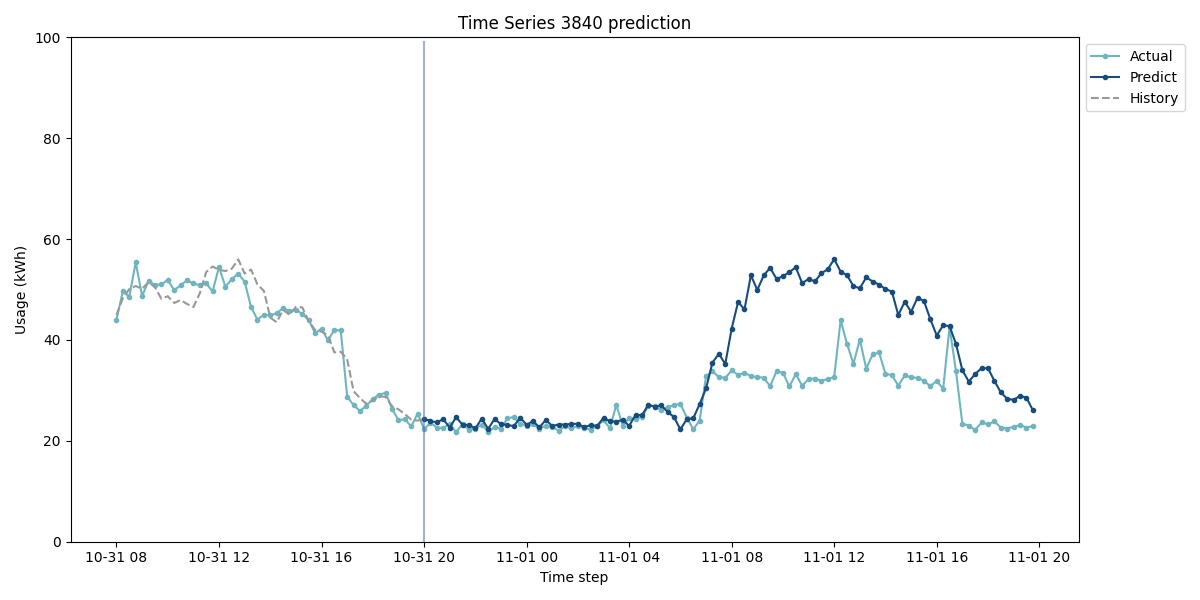 Time Series 3840 prediction
Usage (kWh)
100
80
60
40
20
0
10-31 08
10-31 12
10-31 16
10-31 20
11-01 00
11-01 04
11-01 08
11-01 12
11-01 16
11-01 20
Time step
Actual
Predict
History